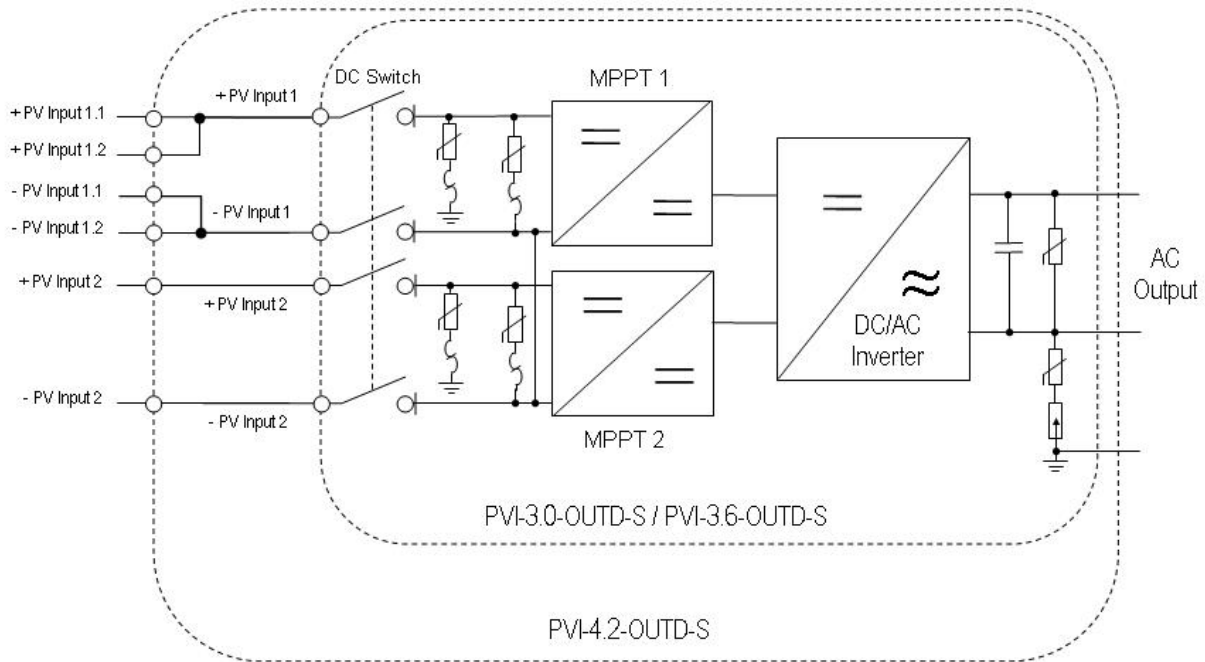 DC Switch
MPPT 1
+ PV Input 1.1
+ PV Input 1
+ PV Input 1.2
- PV Input 1.1
- PV Input 1
- PV Input 1.2
+ PV Input 2
+ PV Input 2
- PV Input 2
- PV Input 2
MPPT 2
DC/AC
Inverter
AC
Output
PVI-3.0-OUTD-S / PVI-3.6-OUTD-S
PVI-4.2-OUTD-S